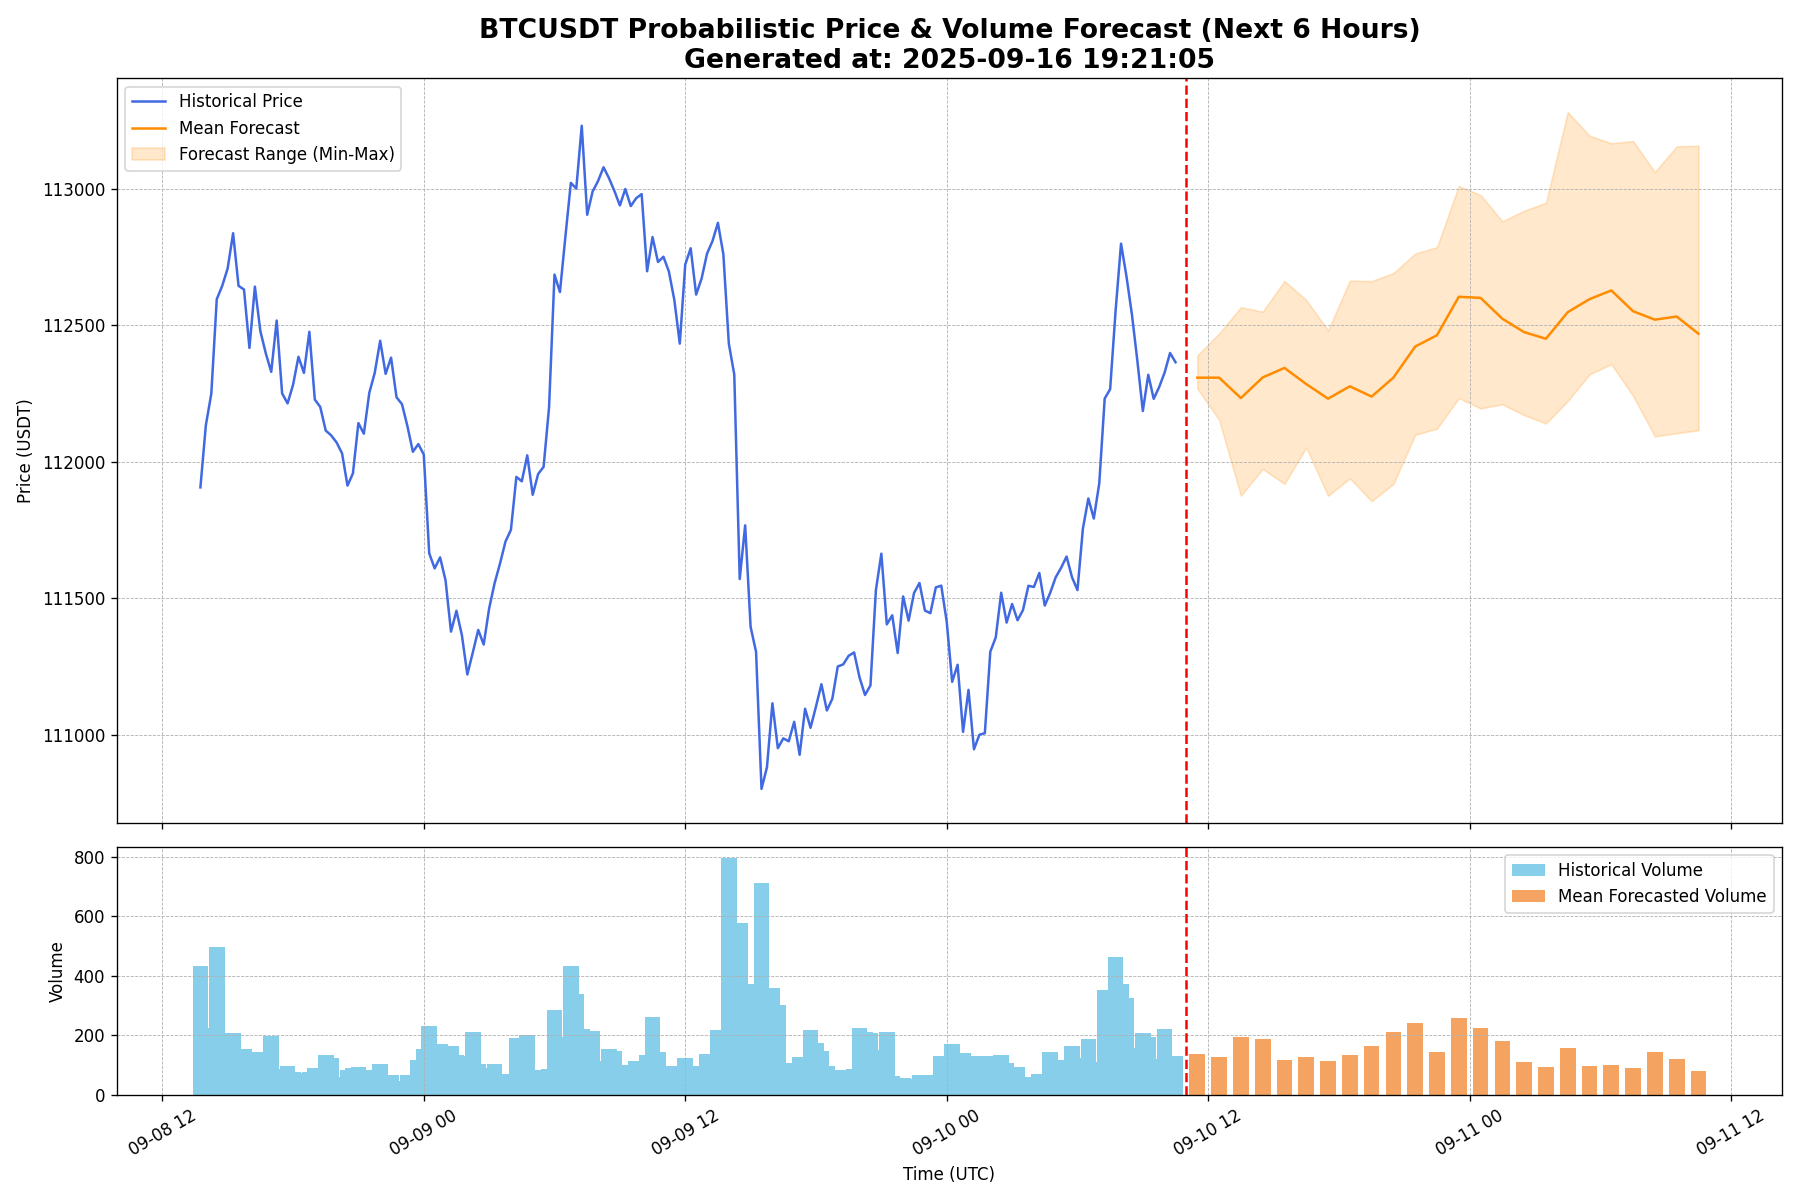 BTCUSDT Probabilistic Price & Volume Forecast (Next 6 Hours)
Generated at: 2025-09-16 19:21:05
Historical Price
Mean Forecast
Forecast Range (Min-Max)
113000
112500
112000
111500
111000
Price (USDT)
Historical Volume
Mean Forecasted Volume
800
600
400
200
0
Volume
09-08 12
09-09 00
09-09 12
09-10 00
09-10 12
09-11 00
09-11 12
Time (UTC)